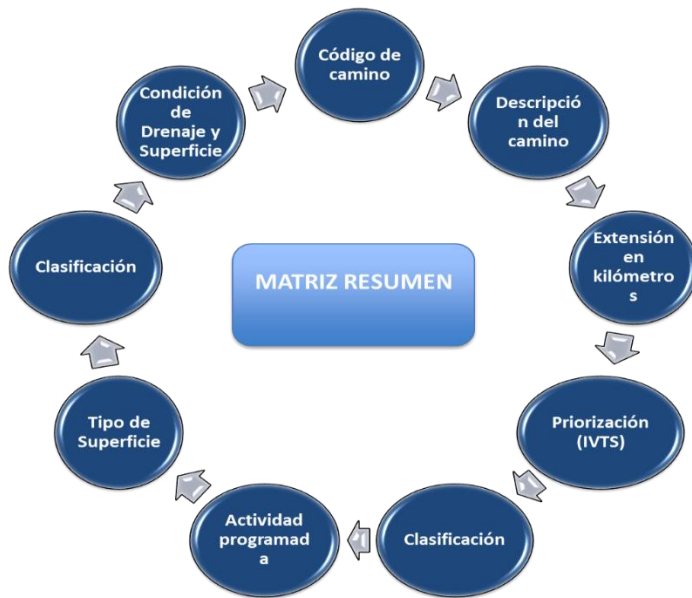 Código de
camino
Descripció
n del
camino
Extensión
en
kilómetro
s
Priorización
(IVTS)
Clasificación
Actividad
programad
a
Tipo de
Superficie
Clasificación
Condición
de
Drenaje y
Superficie
MATRIZ RESUMEN